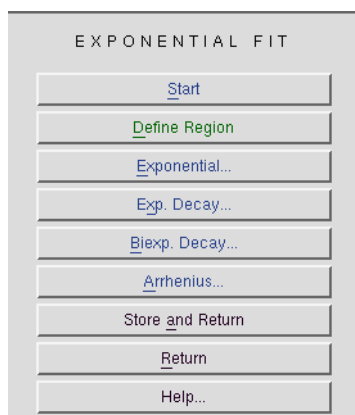 EXPONENTIAL FIT
Start
Define Region
Exponential...
Exp. Decay...
Biexp. Decay...
Arrhenius...
Store and Return
Return
Help...